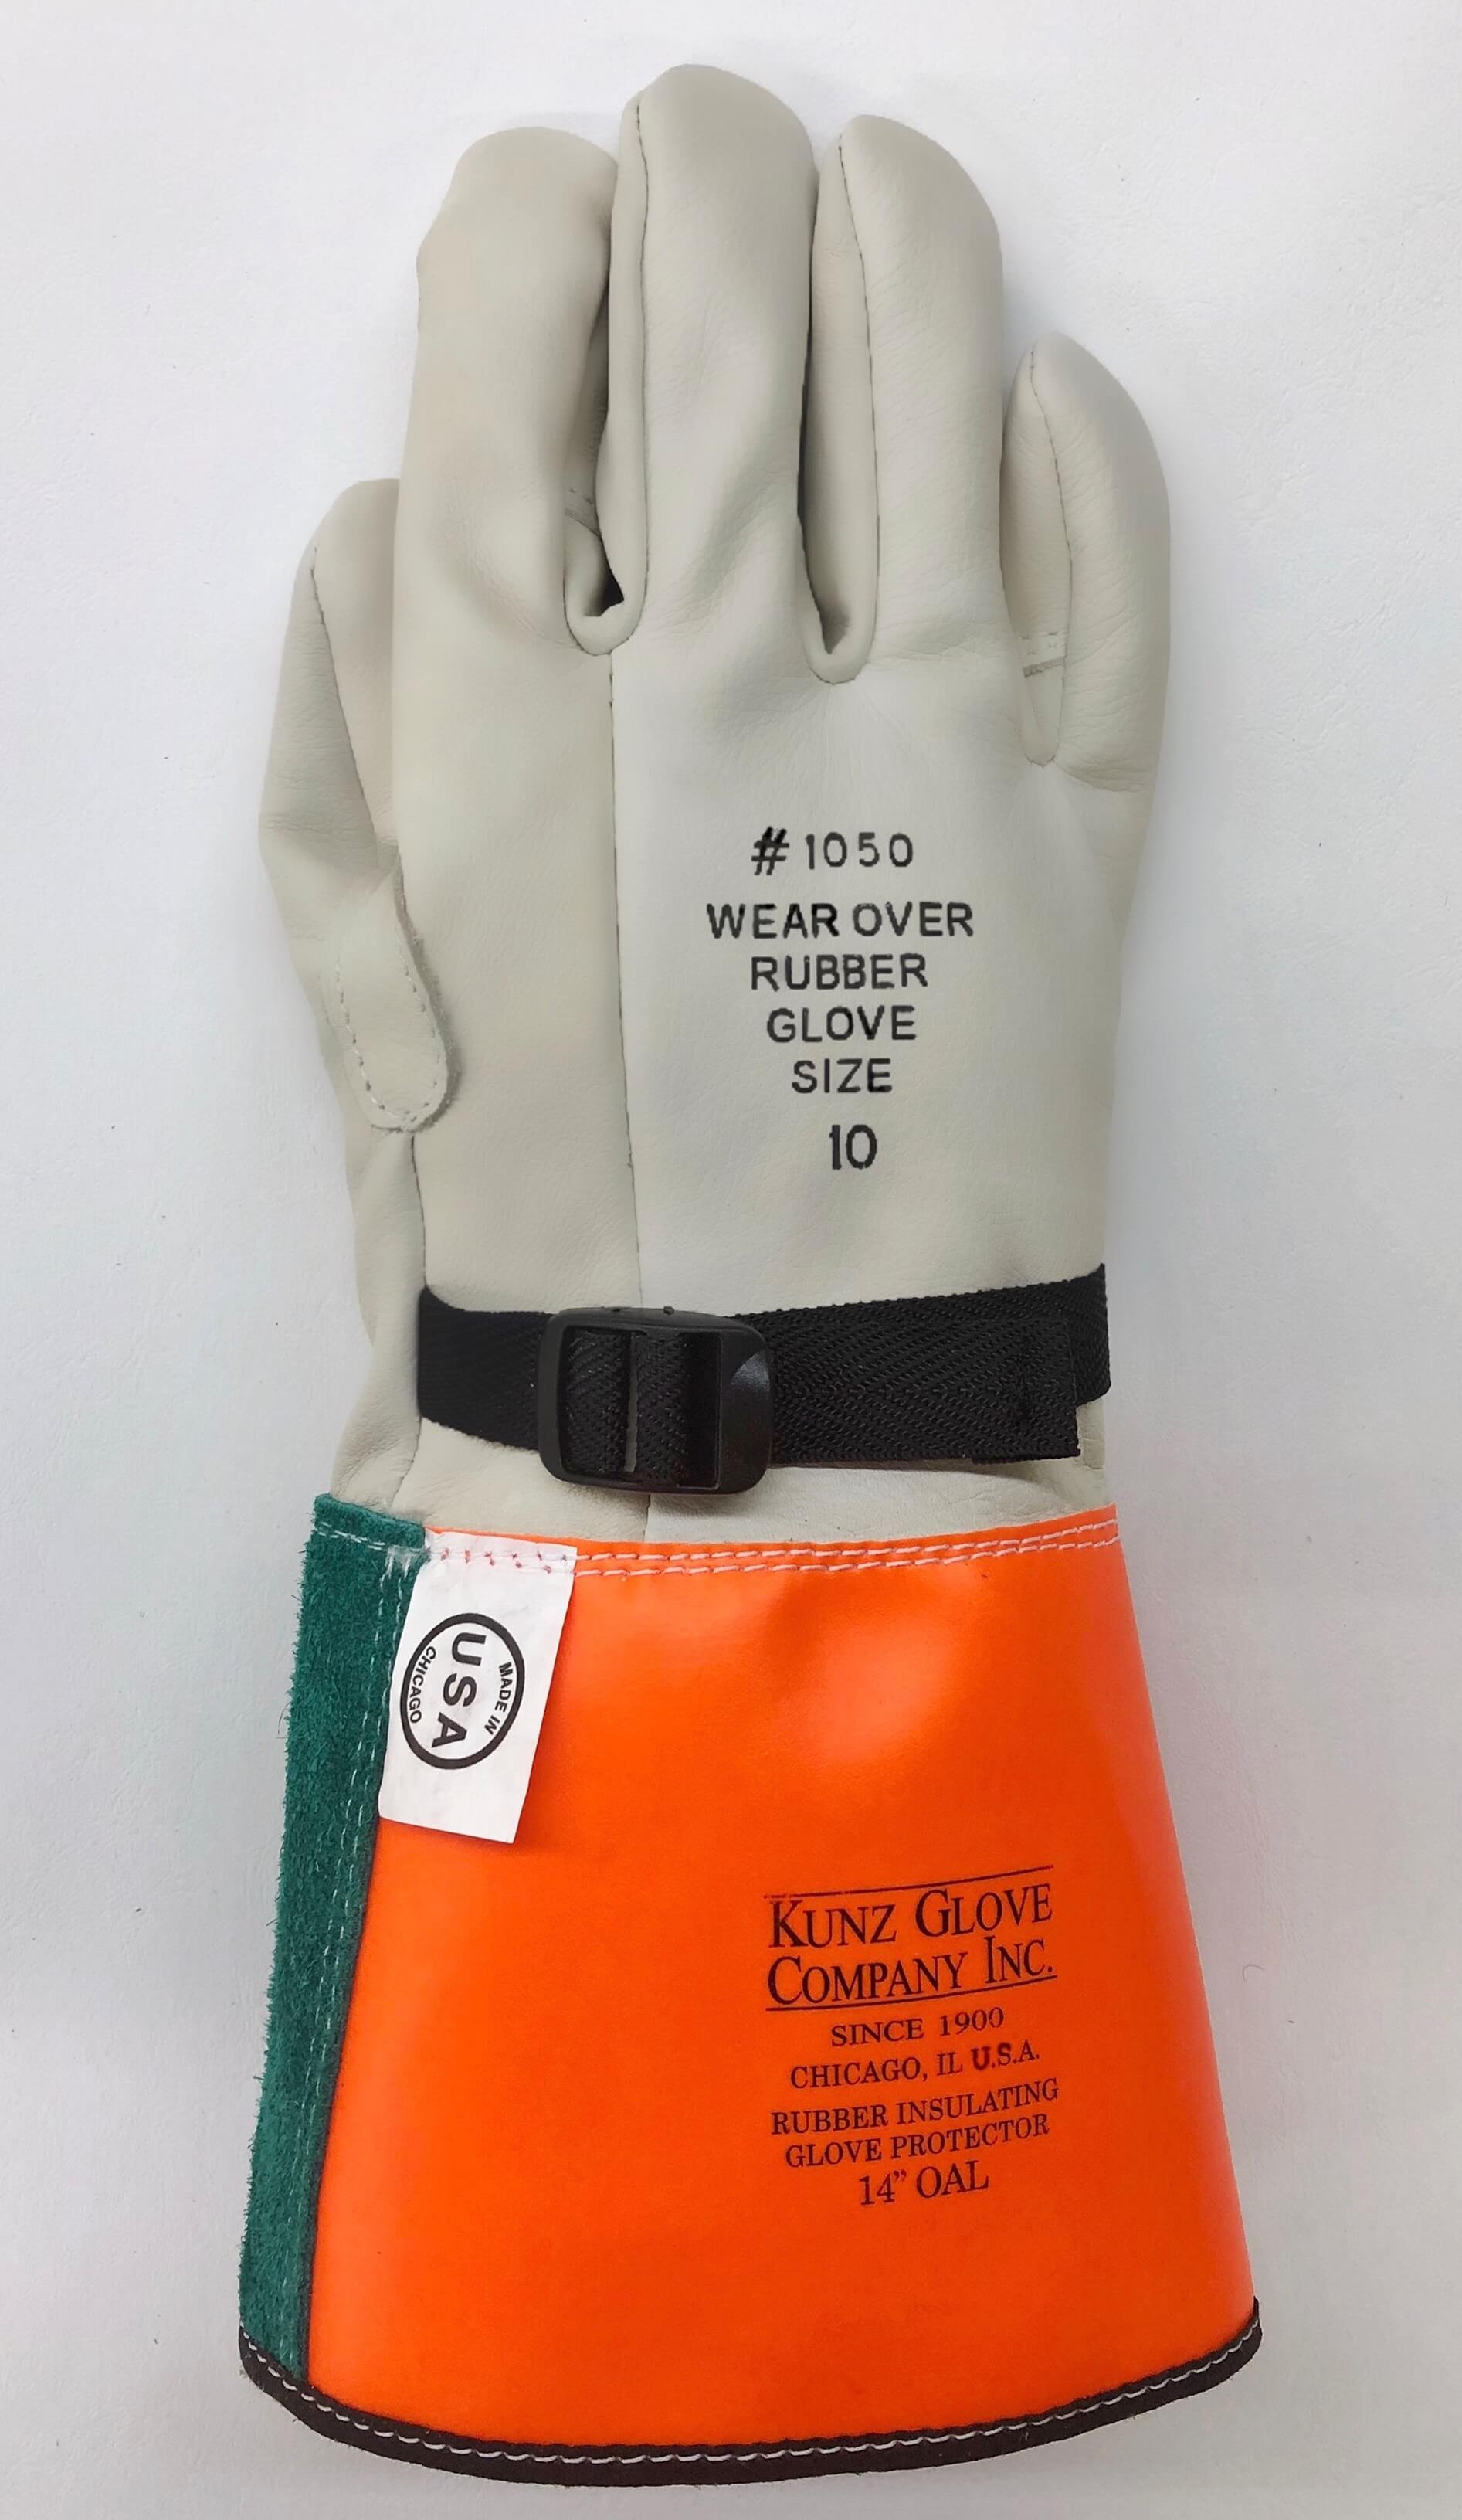 #1050
WEAR OVER
RUBBER
GLOVE
SIZE
10
MADE IN
USA
CHICAGO
KUNZ GLOVE
COMPANY INC.
SINCE 1900
CHICAGO, IL U.S.A.
RUBBER INSULATING
GLOVE PROTECTOR
14” OAL